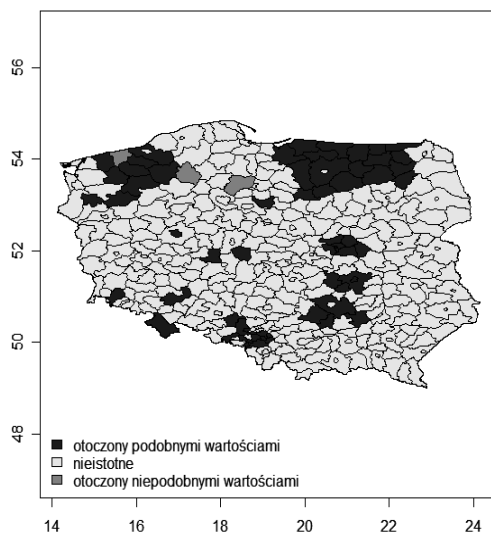 56
54
52
50
48
otoczony podobnymi wartościami
nieistotne
otoczony niepodobnymi wartościami
14 16 18 20 22 24